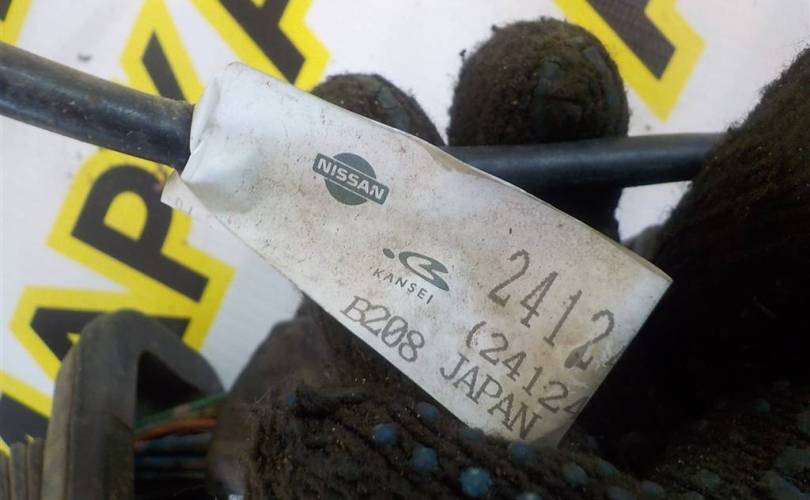 NISSAN
KANSEI
2412
(24124
B208 JAPAN